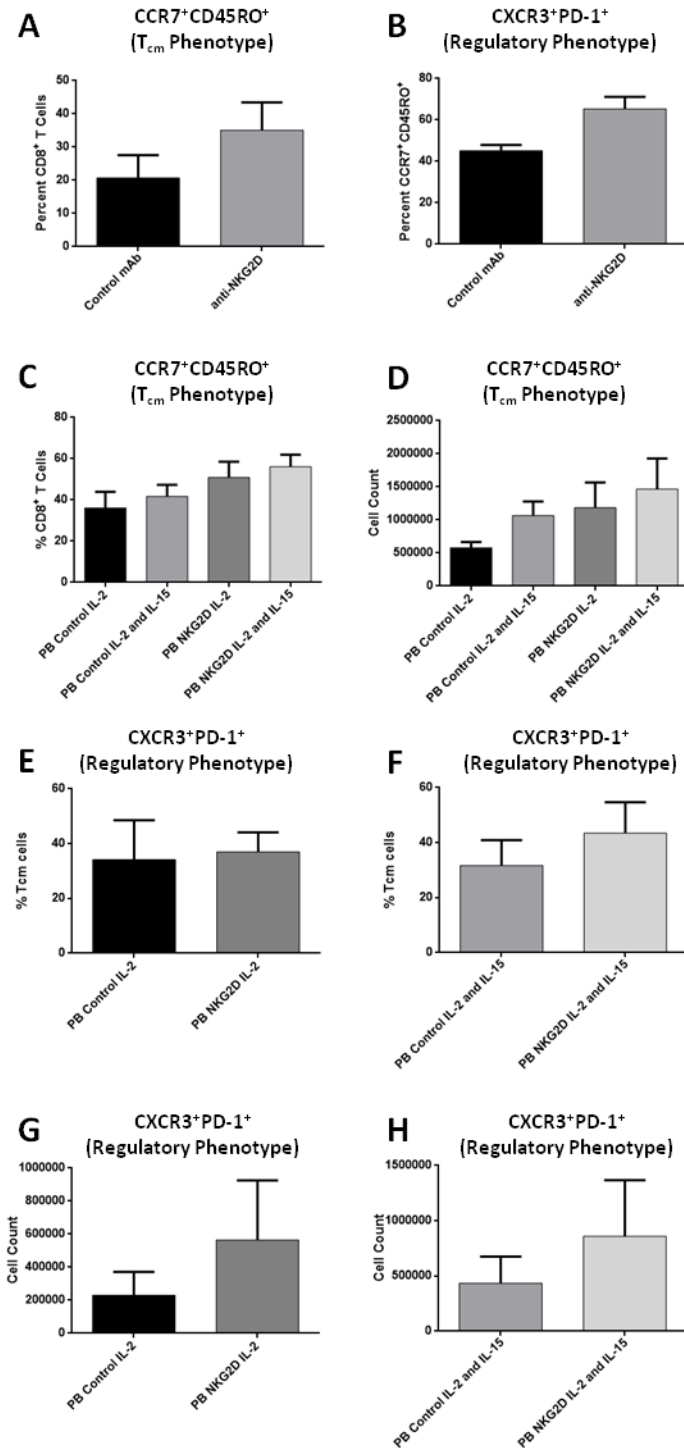 A
CCR7⁺CD45RO⁺
(Tcm Phenotype)
Percent CD8⁺ T Cells
50
40
30
20
10
0
Control mAb
anti-NKG2D
B
CXCR3⁺PD-1⁺
(Regulatory Phenotype)
Percent CCR7⁺CD45RO⁺
80
60
40
20
0
Control mAb
anti-NKG2D
C
CCR7⁺CD45RO⁺
(Tcm Phenotype)
% CD8⁺ T Cells
80
60
40
20
0
PB Control IL-2
PB Control IL-2 and IL-15
PB NKG2D IL-2
PB NKG2D IL-2 and IL-15
D
CCR7⁺CD45RO⁺
(Tcm Phenotype)
Cell Count
2500000
2000000
1500000
1000000
500000
0
PB Control IL-2
PB Control IL-2 and IL-15
PB NKG2D IL-2
PB NKG2D IL-2 and IL-15
E
CXCR3⁺PD-1⁺
(Regulatory Phenotype)
% Tcm cells
60
40
20
0
PB Control IL-2
PB NKG2D IL-2
F
CXCR3⁺PD-1⁺
(Regulatory Phenotype)
% Tcm cells
60
40
20
0
PB Control IL-2 and IL-15
PB NKG2D IL-2 and IL-15
G
CXCR3⁺PD-1⁺
(Regulatory Phenotype)
Cell Count
1000000
800000
600000
400000
200000
0
PB Control IL-2
PB NKG2D IL-2
H
CXCR3⁺PD-1⁺
(Regulatory Phenotype)
Cell Count
1500000
1000000
500000
0
PB Control IL-2 and IL-15
PB NKG2D IL-2 and IL-15